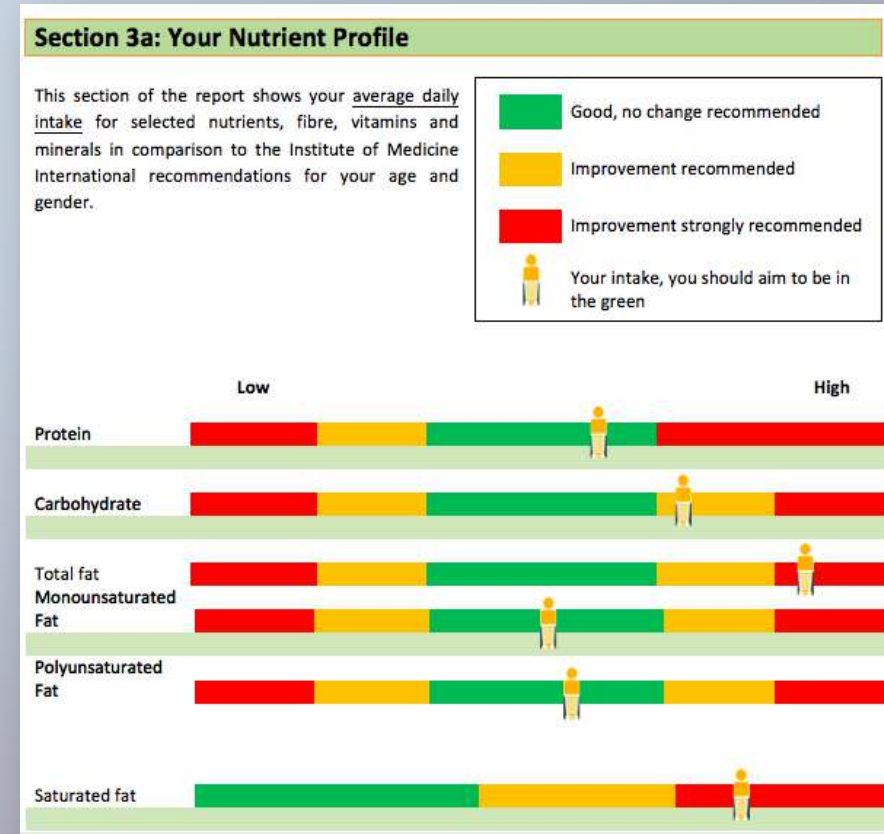 Section 3a: Your Nutrient Profile
This section of the report shows your average daily
intake for selected nutrients, fibre, vitamins and
minerals in comparison to the Institute of Medicine
International recommendations for your age and
gender.
Good, no change recommended
Improvement recommended
Improvement strongly recommended
Your intake, you should aim to be in
the green
Low High
Protein
Carbohydrate
Total fat
Monounsaturated
Fat
Polyunsaturated
Fat
Saturated fat